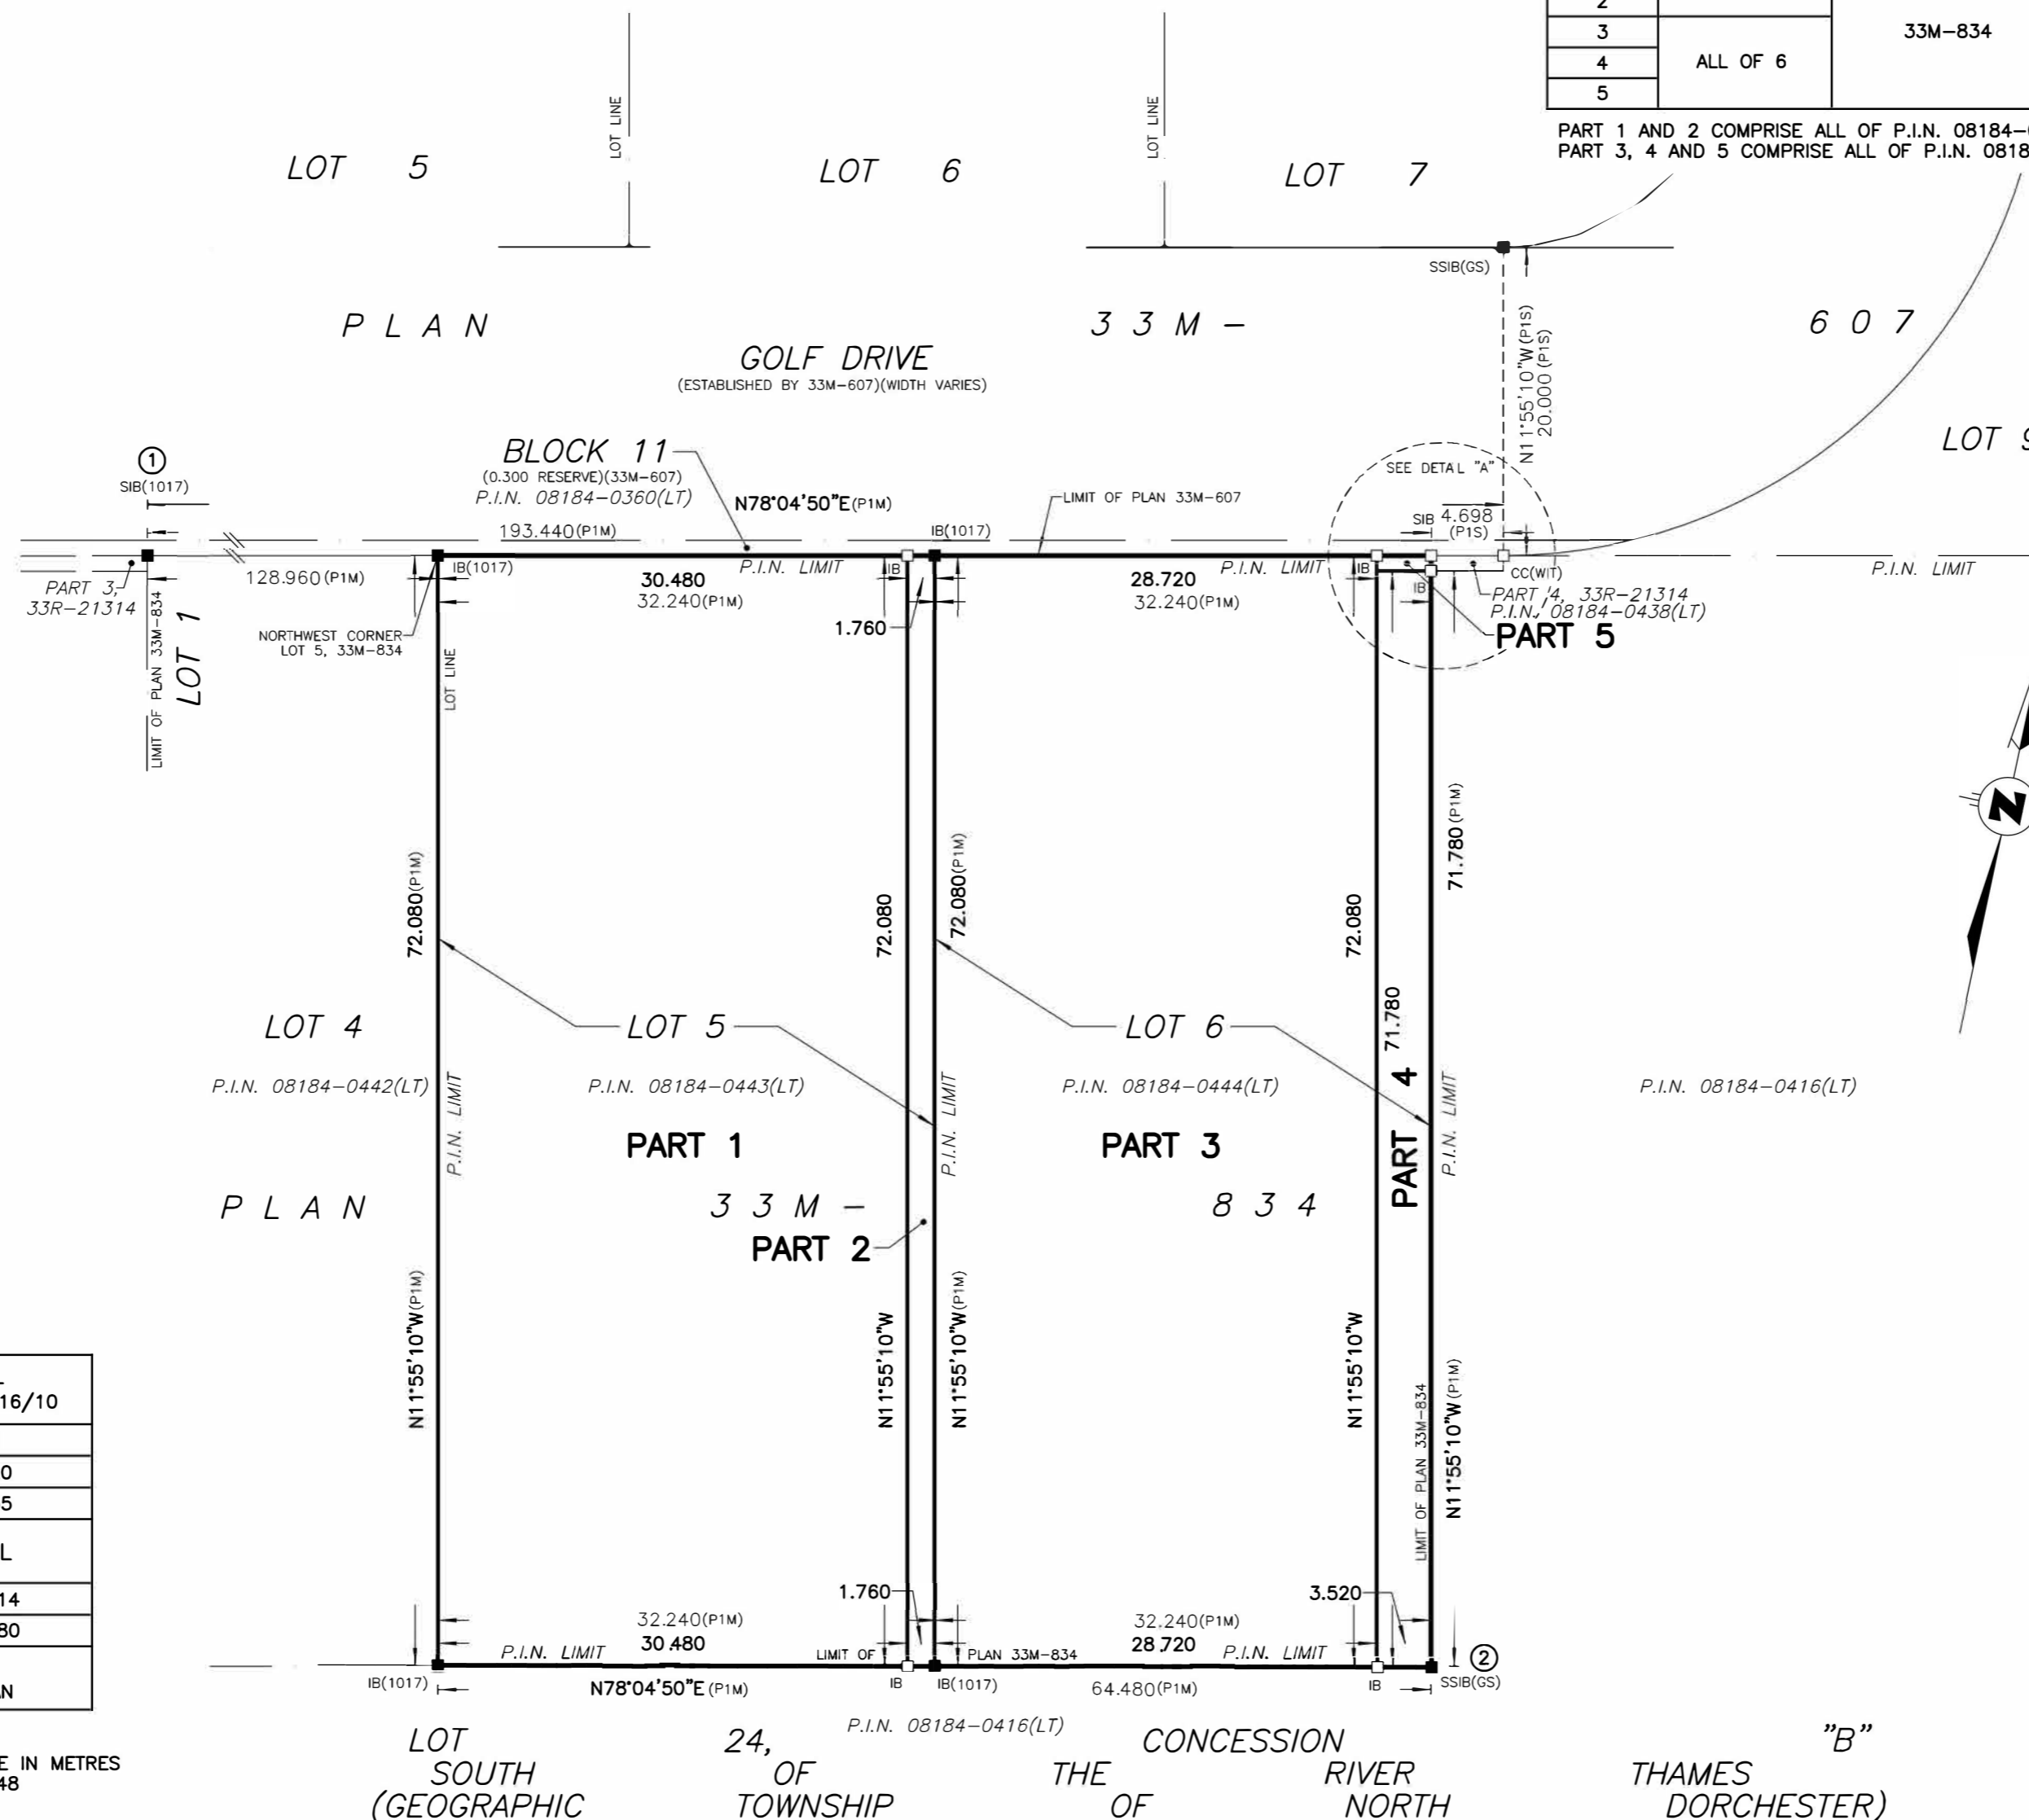 2
3
4
5
ALL OF 6
33M-834
PART 1 AND 2 COMPRISE ALL OF P.I.N. 08184-
PART 3, 4 AND 5 COMPRISE ALL OF P.I.N. 0818
LOT LINE
LOT LINE
LOT 5
LOT 6
LOT 7
SSIB(GS)
N11°55'10"W(P1S)
20.000(P1S)
PLAN
33M-
607
GOLF DRIVE
(ESTABLISHED BY 33M-607)(WIDTH VARIES)
LOT 9
1
SIB(1017)
BLOCK 11
(0.300 RESERVE)(33M-607)
P.I.N. 08184-0360(LT)
N78°04'50"E(P1M)
LIMIT OF PLAN 33M-607
SEE DETAIL "A"
SIB
4.698
(P1S)
193.440(P1M)
IB(1017)
128.960(P1M)
IB(1017)
30.480
32.240(P1M)
P.I.N. LIMIT
IB
28.720
32.240(P1M)
P.I.N. LIMIT
IB
IB
CC(WIT)
P.I.N. LIMIT
PART 3,
33R-21314
PART 4, 33R-21314
P.I.N. 08184-0438(LT)
PART 5
1.760
NORTHWEST CORNER
LOT 5, 33M-834
LIMIT OF PLAN 33M-834
LOT 1
LOT LINE
72.080(P1M)
72.080
72.080(P1M)
72.080
71.780
71.780(P1M)
N
LOT 4
LOT 5
LOT 6
P.I.N. 08184-0442(LT)
P.I.N. 08184-0443(LT)
P.I.N. 08184-0444(LT)
P.I.N. 08184-0416(LT)
P.I.N. LIMIT
P.I.N. LIMIT
P.I.N. LIMIT
PART 1
PART 3
PART 4
PLAN
33M-
834
PART 2
N11°55'10"W(P1M)
N11°55'10"W
N11°55'10"W(P1M)
N11°55'10"W
LIMIT OF PLAN 33M-834
N11°55'10"W(P1M)
16/10
0
5
L
14
80
AN
1.760
3.520
32.240(P1M)
30.480
32.240(P1M)
28.720
P.I.N. LIMIT
LIMIT OF
PLAN 33M-834
P.I.N. LIMIT
2
IB(1017)
N78°04'50"E(P1M)
IB
IB(1017)
64.480(P1M)
IB
SSIB(GS)
P.I.N. 08184-0416(LT)
LOT 24, CONCESSION "B"
SOUTH OF THE RIVER THAMES
(GEOGRAPHIC TOWNSHIP OF NORTH DORCHESTER)
E IN METRES
48